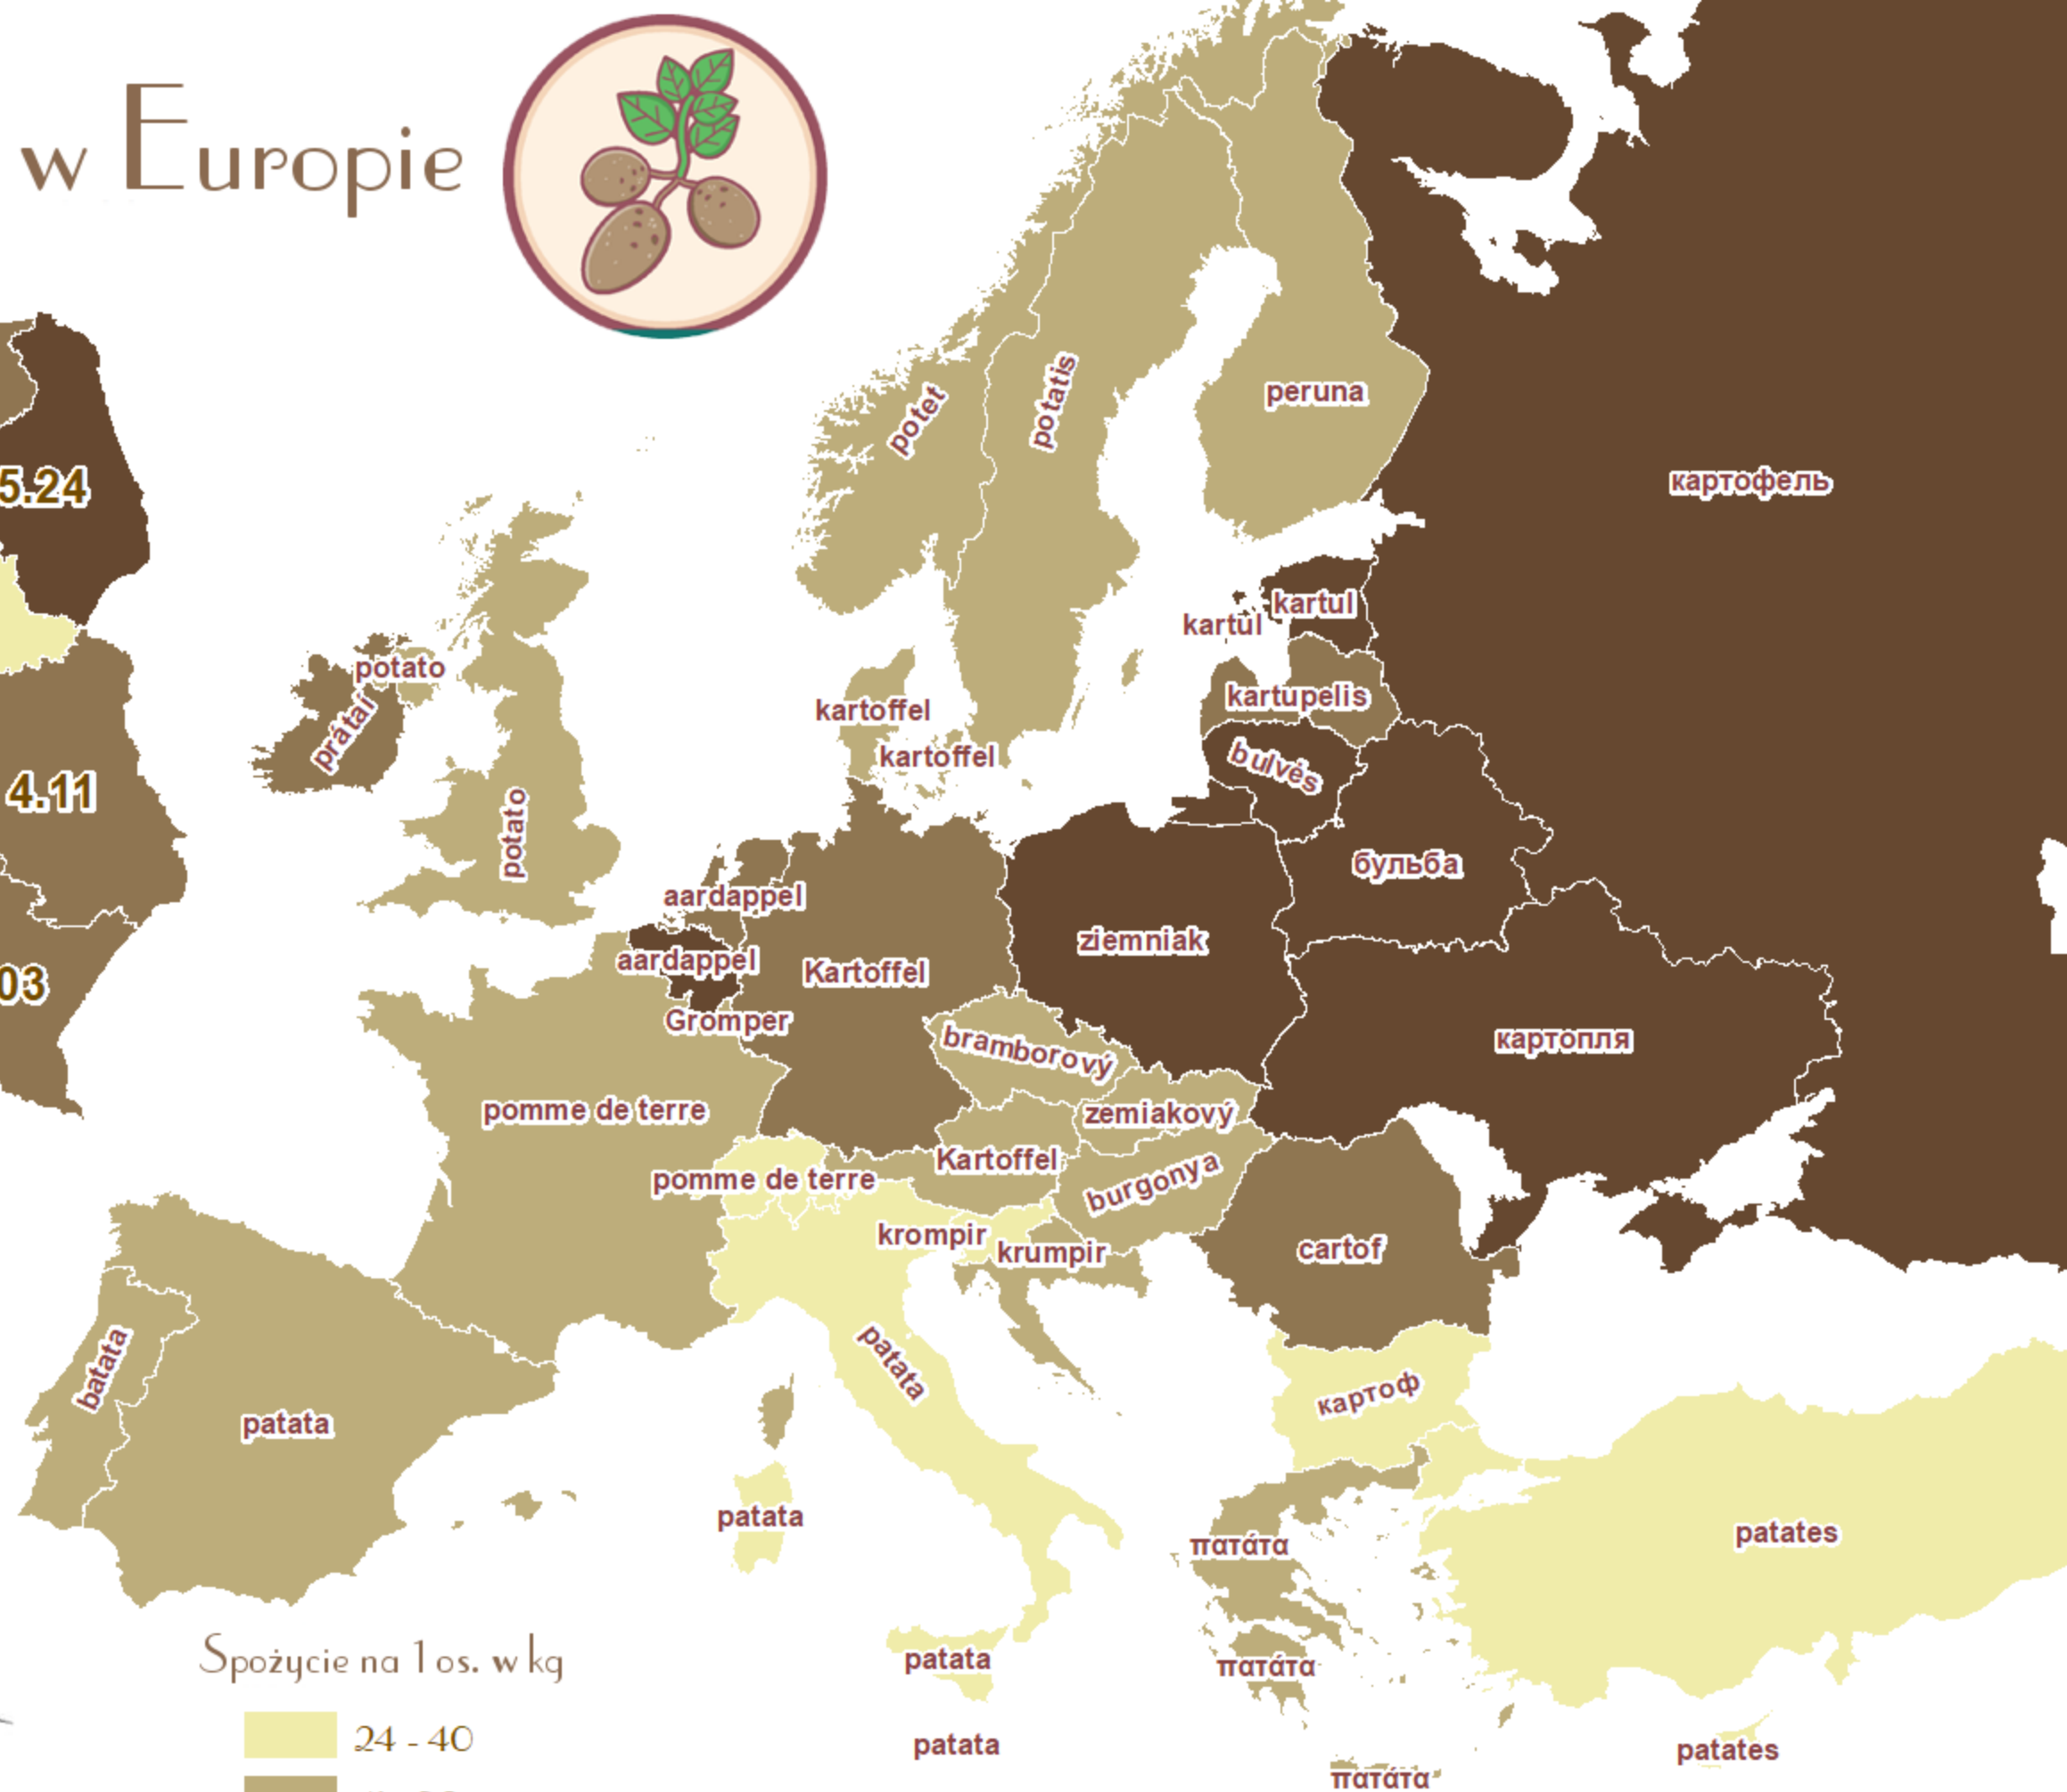 w Europie
5.24
4.11
03
potet
potatis
peruna
картофель
kartul
kartul
potato
prátaí
kartoffel
kartoffel
kartupelis
bulvės
potato
бульба
aardappel
aardappel
Kartoffel
ziemniak
Gromper
bramborový
картопля
pomme de terre
zemiakový
Kartoffel
burgonya
pomme de terre
krompir
krumpir
cartof
batata
patata
patata
картоф
patata
πατάτα
patates
patata
πατάτα
Spożycie na 1 os. w kg
24 - 40
patata
patates
πατάτα